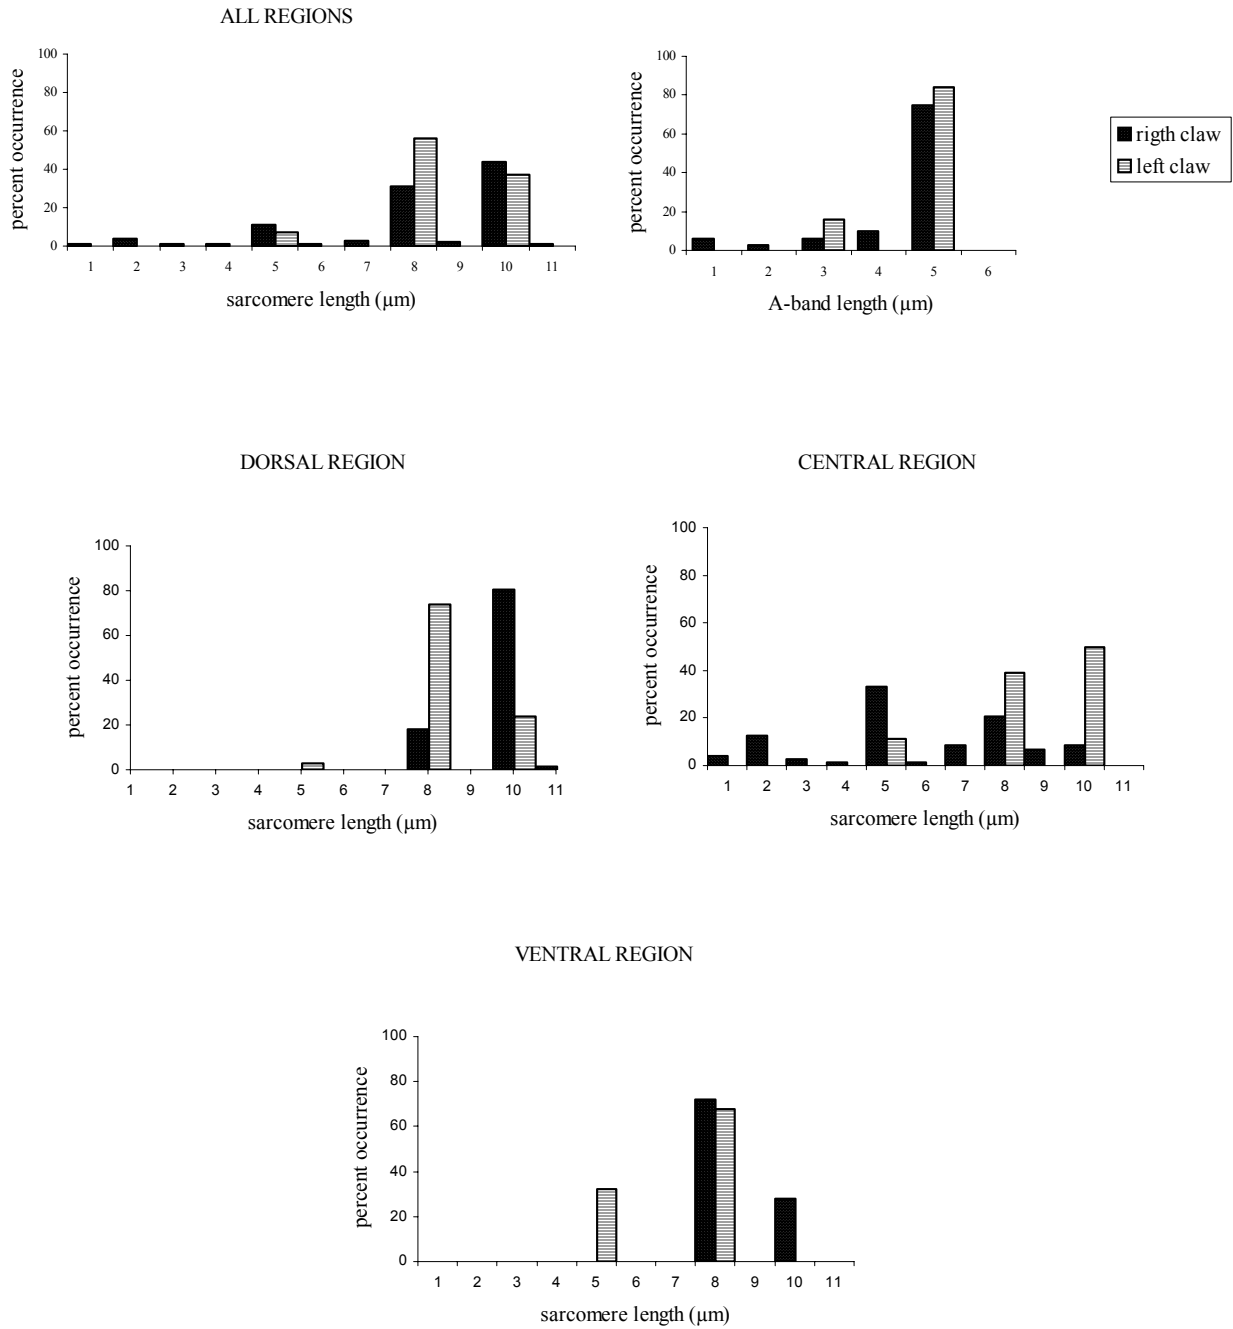 ALL REGIONS
percent occurrence
100
80
60
40
20
0
1 2 3 4 5 6 7 8 9 10 11
sarcomere length (µm)
percent occurrence
100
80
60
40
20
0
1 2 3 4 5 6
A-band length (µm)
rigth claw
left claw
DORSAL REGION
percent occurrence
100
80
60
40
20
0
1 2 3 4 5 6 7 8 9 10 11
sarcomere length (µm)
CENTRAL REGION
percent occurrence
100
80
60
40
20
0
1 2 3 4 5 6 7 8 9 10 11
sarcomere length (µm)
VENTRAL REGION
percent occurrence
100
80
60
40
20
0
1 2 3 4 5 6 7 8 9 10 11
sarcomere length (µm)